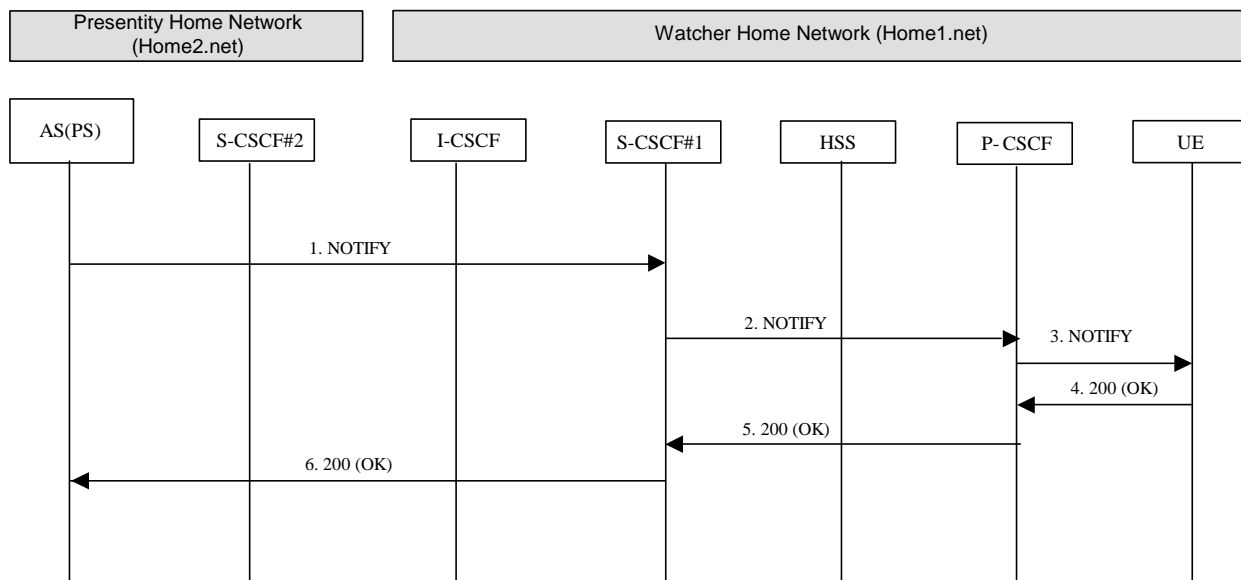 Presentity Home Network
(Home2.net)
Watcher Home Network (Home1.net)
AS(PS)
S-CSCF#2
I-CSCF
S-CSCF#1
HSS
P- CSCF
UE
1. NOTIFY
2. NOTIFY
3. NOTIFY
4. 200 (OK)
5. 200 (OK)
6. 200 (OK)